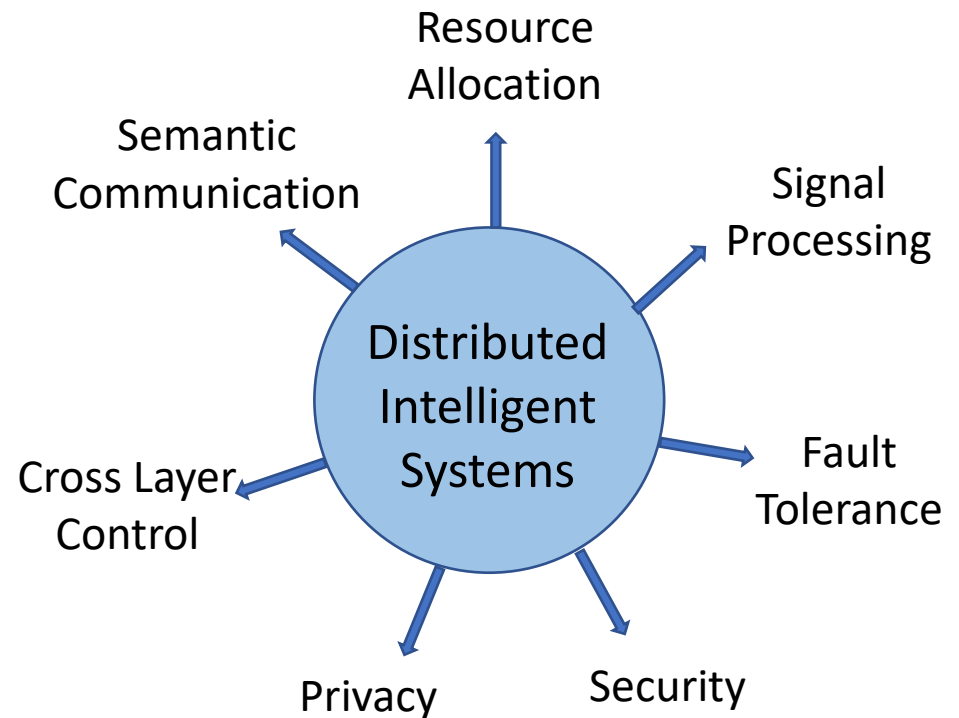 Resource
Allocation
Semantic
Communication
Signal
Processing
Distributed
Intelligent
Systems
Cross Layer
Control
Fault
Tolerance
Privacy
Security